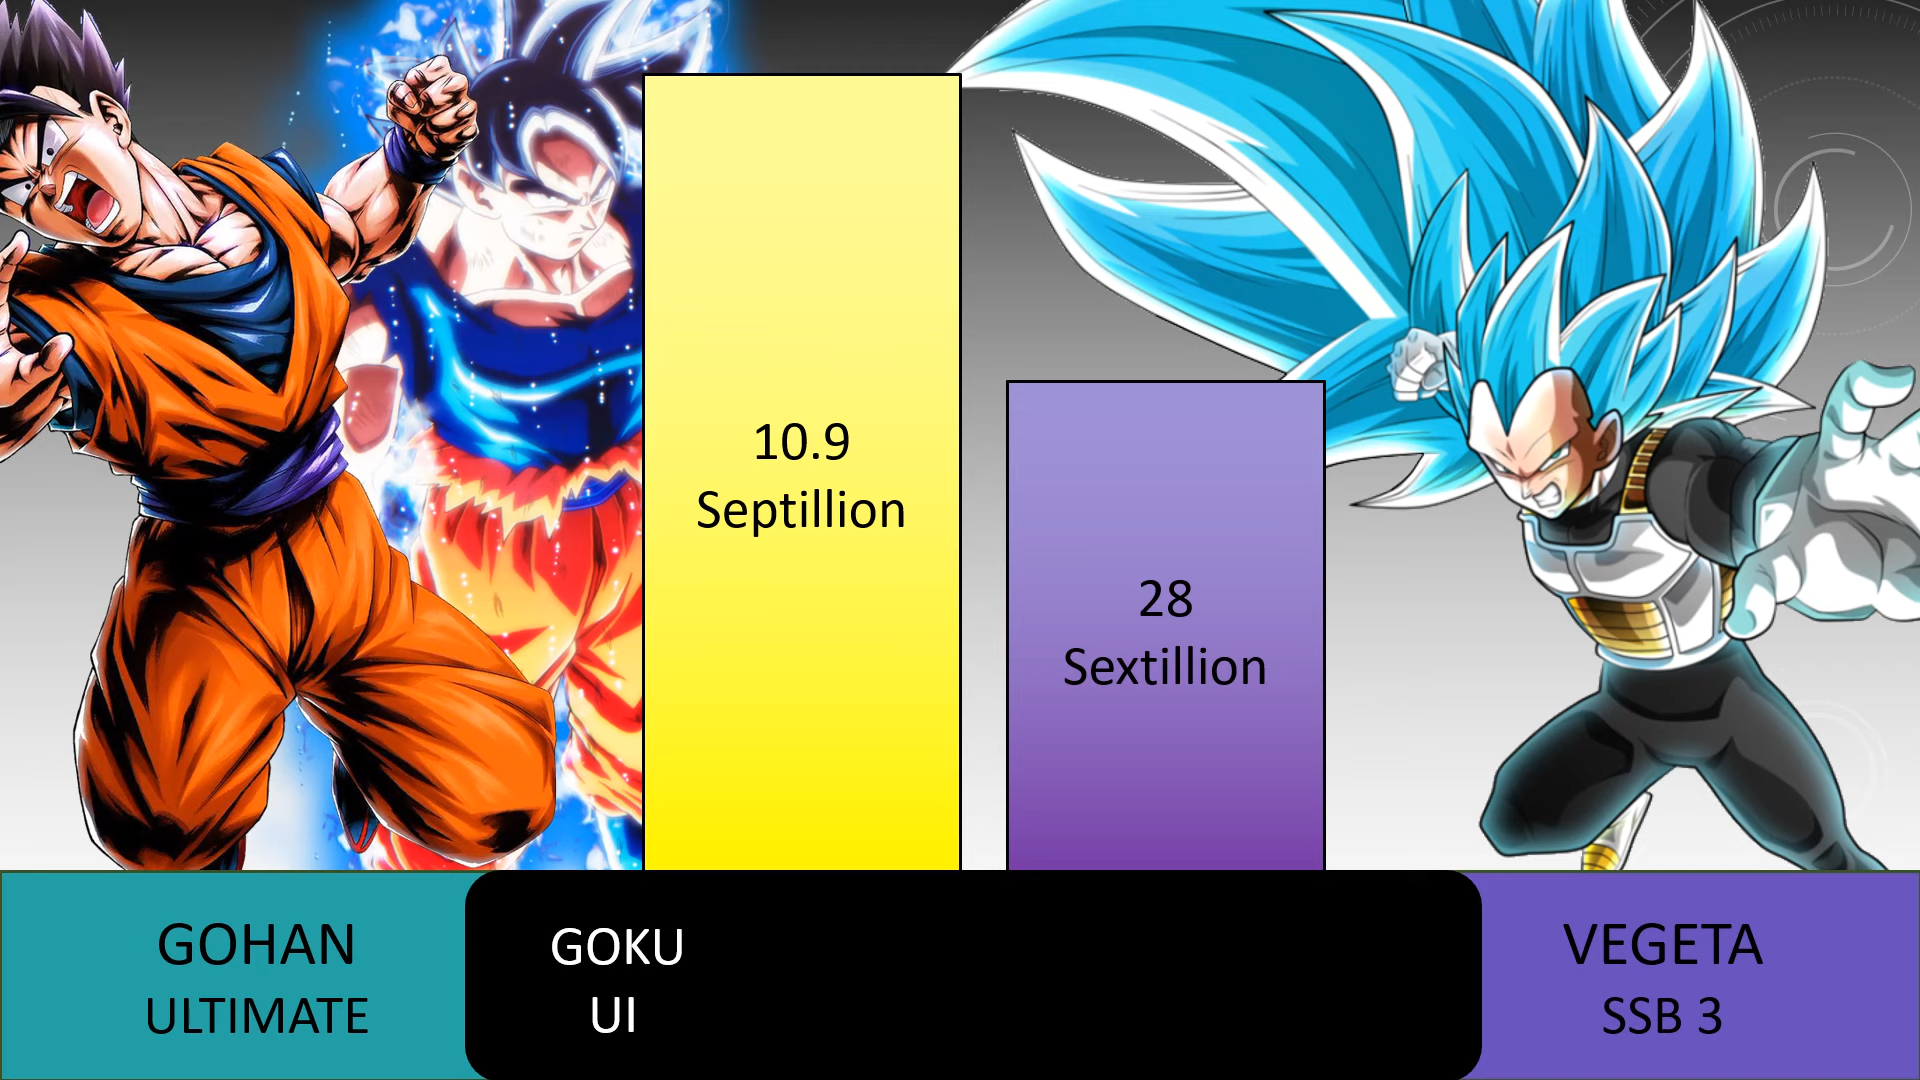 10.9
Septillion
28
Sextillion
GOHAN
ULTIMATE
GOKU
UI
VEGETA
SSB 3